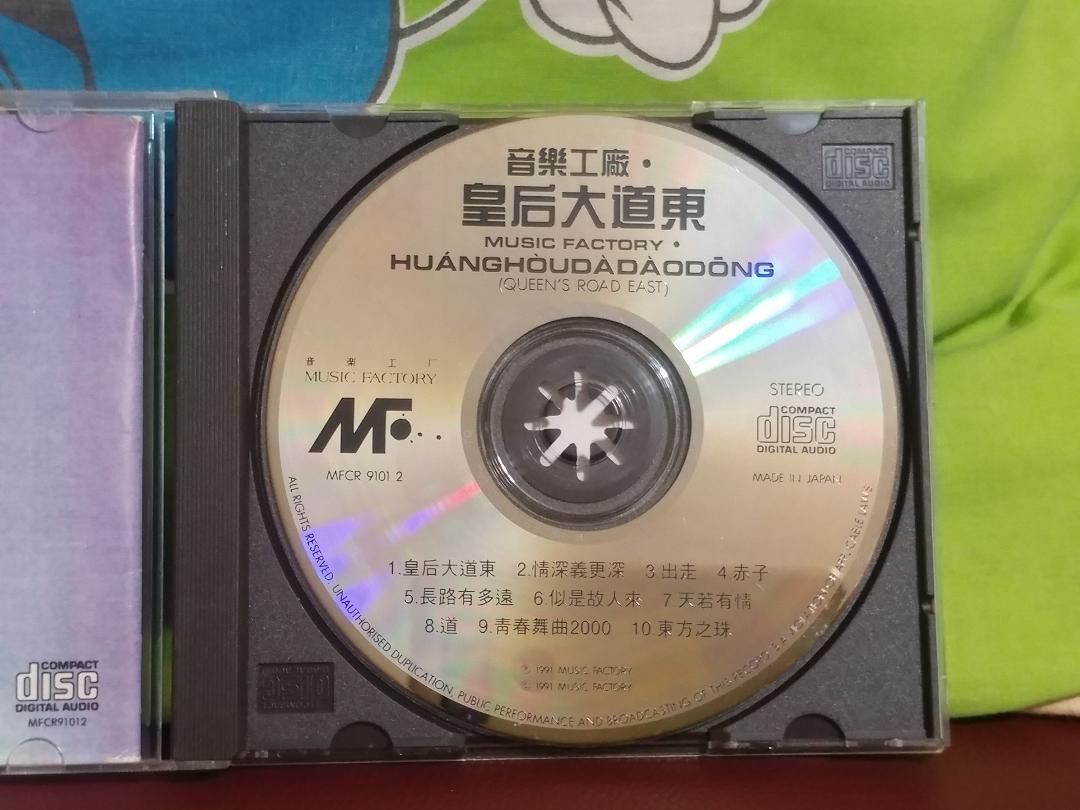 音樂工廠・
皇后大道東
MUSIC FACTORY・
HUÁNGHÒUDÀDÀODŌNG
(QUEEN'S ROAD EAST)
音樂工厂
MUSIC FACTORY
MF
MFCR 9101 2
STEREO
COMPACT
disc
DIGITAL AUDIO
MADE IN JAPAN
1.皇后大道東 2.情深義更深 3.出走 4.赤子
5.長路有多遠 6.似是故人來 7.天若有情
8.道 9.青春舞曲2000 10.東方之珠
℗ 1991 MUSIC FACTORY
© 1991 MUSIC FACTORY
ALL RIGHTS RESERVED. UNAUTHORISED DUPLICATION, PUBLIC PERFORMANCE AND BROADCASTING OF THIS RECORD IS A
COMPACT
disc
DIGITAL AUDIO
COMPACT
disc
DIGITAL AUDIO
MFCR91012